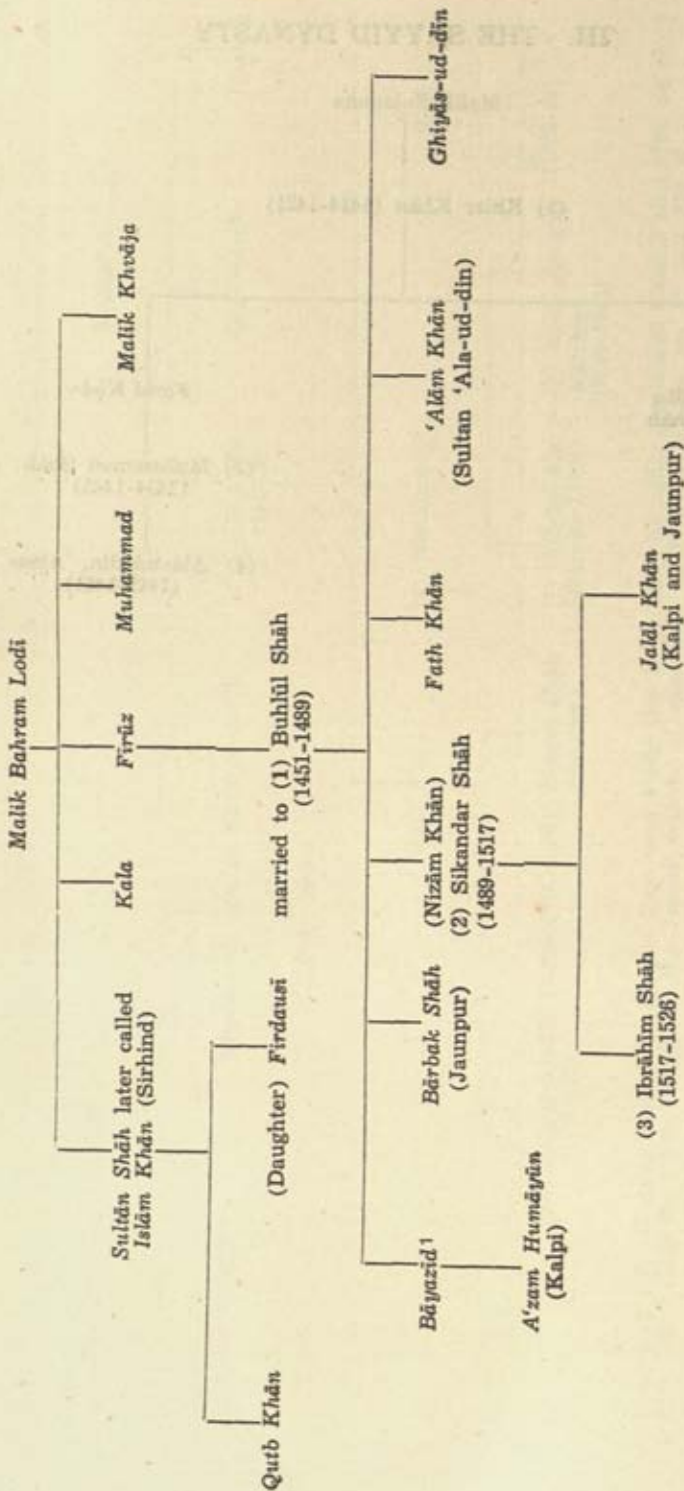 Malik Bahram Lodi
Sultān Shāh later called
Islām Khān (Sirhind)
Kala
Firūz
Muhammad
Malik Khvāja
Qutb Khān
(Daughter) Firdausī
married to (1) Buhlūl Shāh
(1451-1489)
Bāyazid¹
Bārbak Shāh
(Jaunpur)
(Nizām Khān)
(2) Sikandar Shāh
(1489-1517)
Fath Khān
‘Alām Khān
(Sultan ‘Ala-ud-din)
Ghiyās-ud-din
A‘zam Humāyūn
(Kalpi)
(3) Ibrāhīm Shāh
(1517-1526)
Jalāl Khān
(Kalpi and Jaunpur)